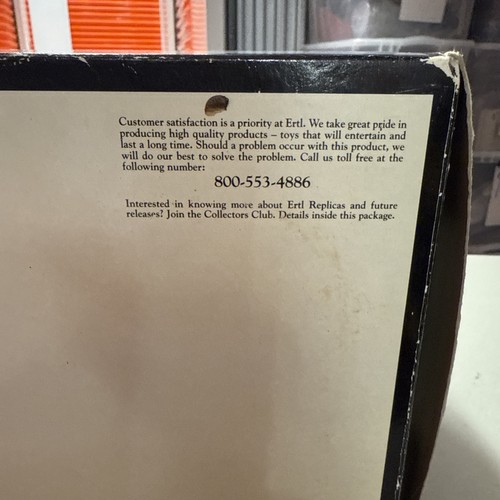 Customer satisfaction is a priority at Ertl. We take great pride in
producing high quality products – toys that will entertain and
last a long time. Should a problem occur with this product, we
will do our best to solve the problem. Call us toll free at the
following number:
800-553-4886
Interested in knowing more about Ertl Replicas and future
releases? Join the Collectors Club. Details inside this package.